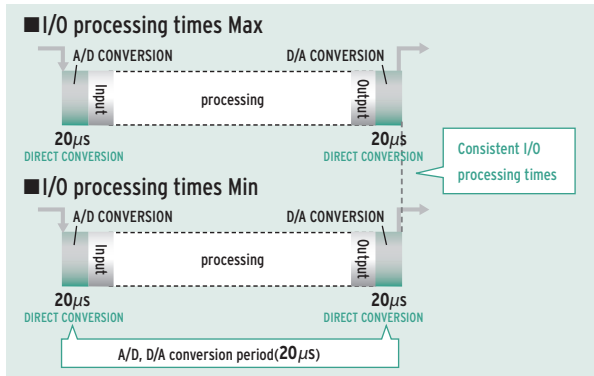 ■I/O processing times Max
A/D CONVERSION
D/A CONVERSION
Input
processing
Output
20μs
20μs
DIRECT CONVERSION
DIRECT CONVERSION
Consistent I/O
processing times
■I/O processing times Min
A/D CONVERSION
D/A CONVERSION
Input
processing
Output
20μs
20μs
DIRECT CONVERSION
DIRECT CONVERSION
A/D, D/A conversion period(20μs)